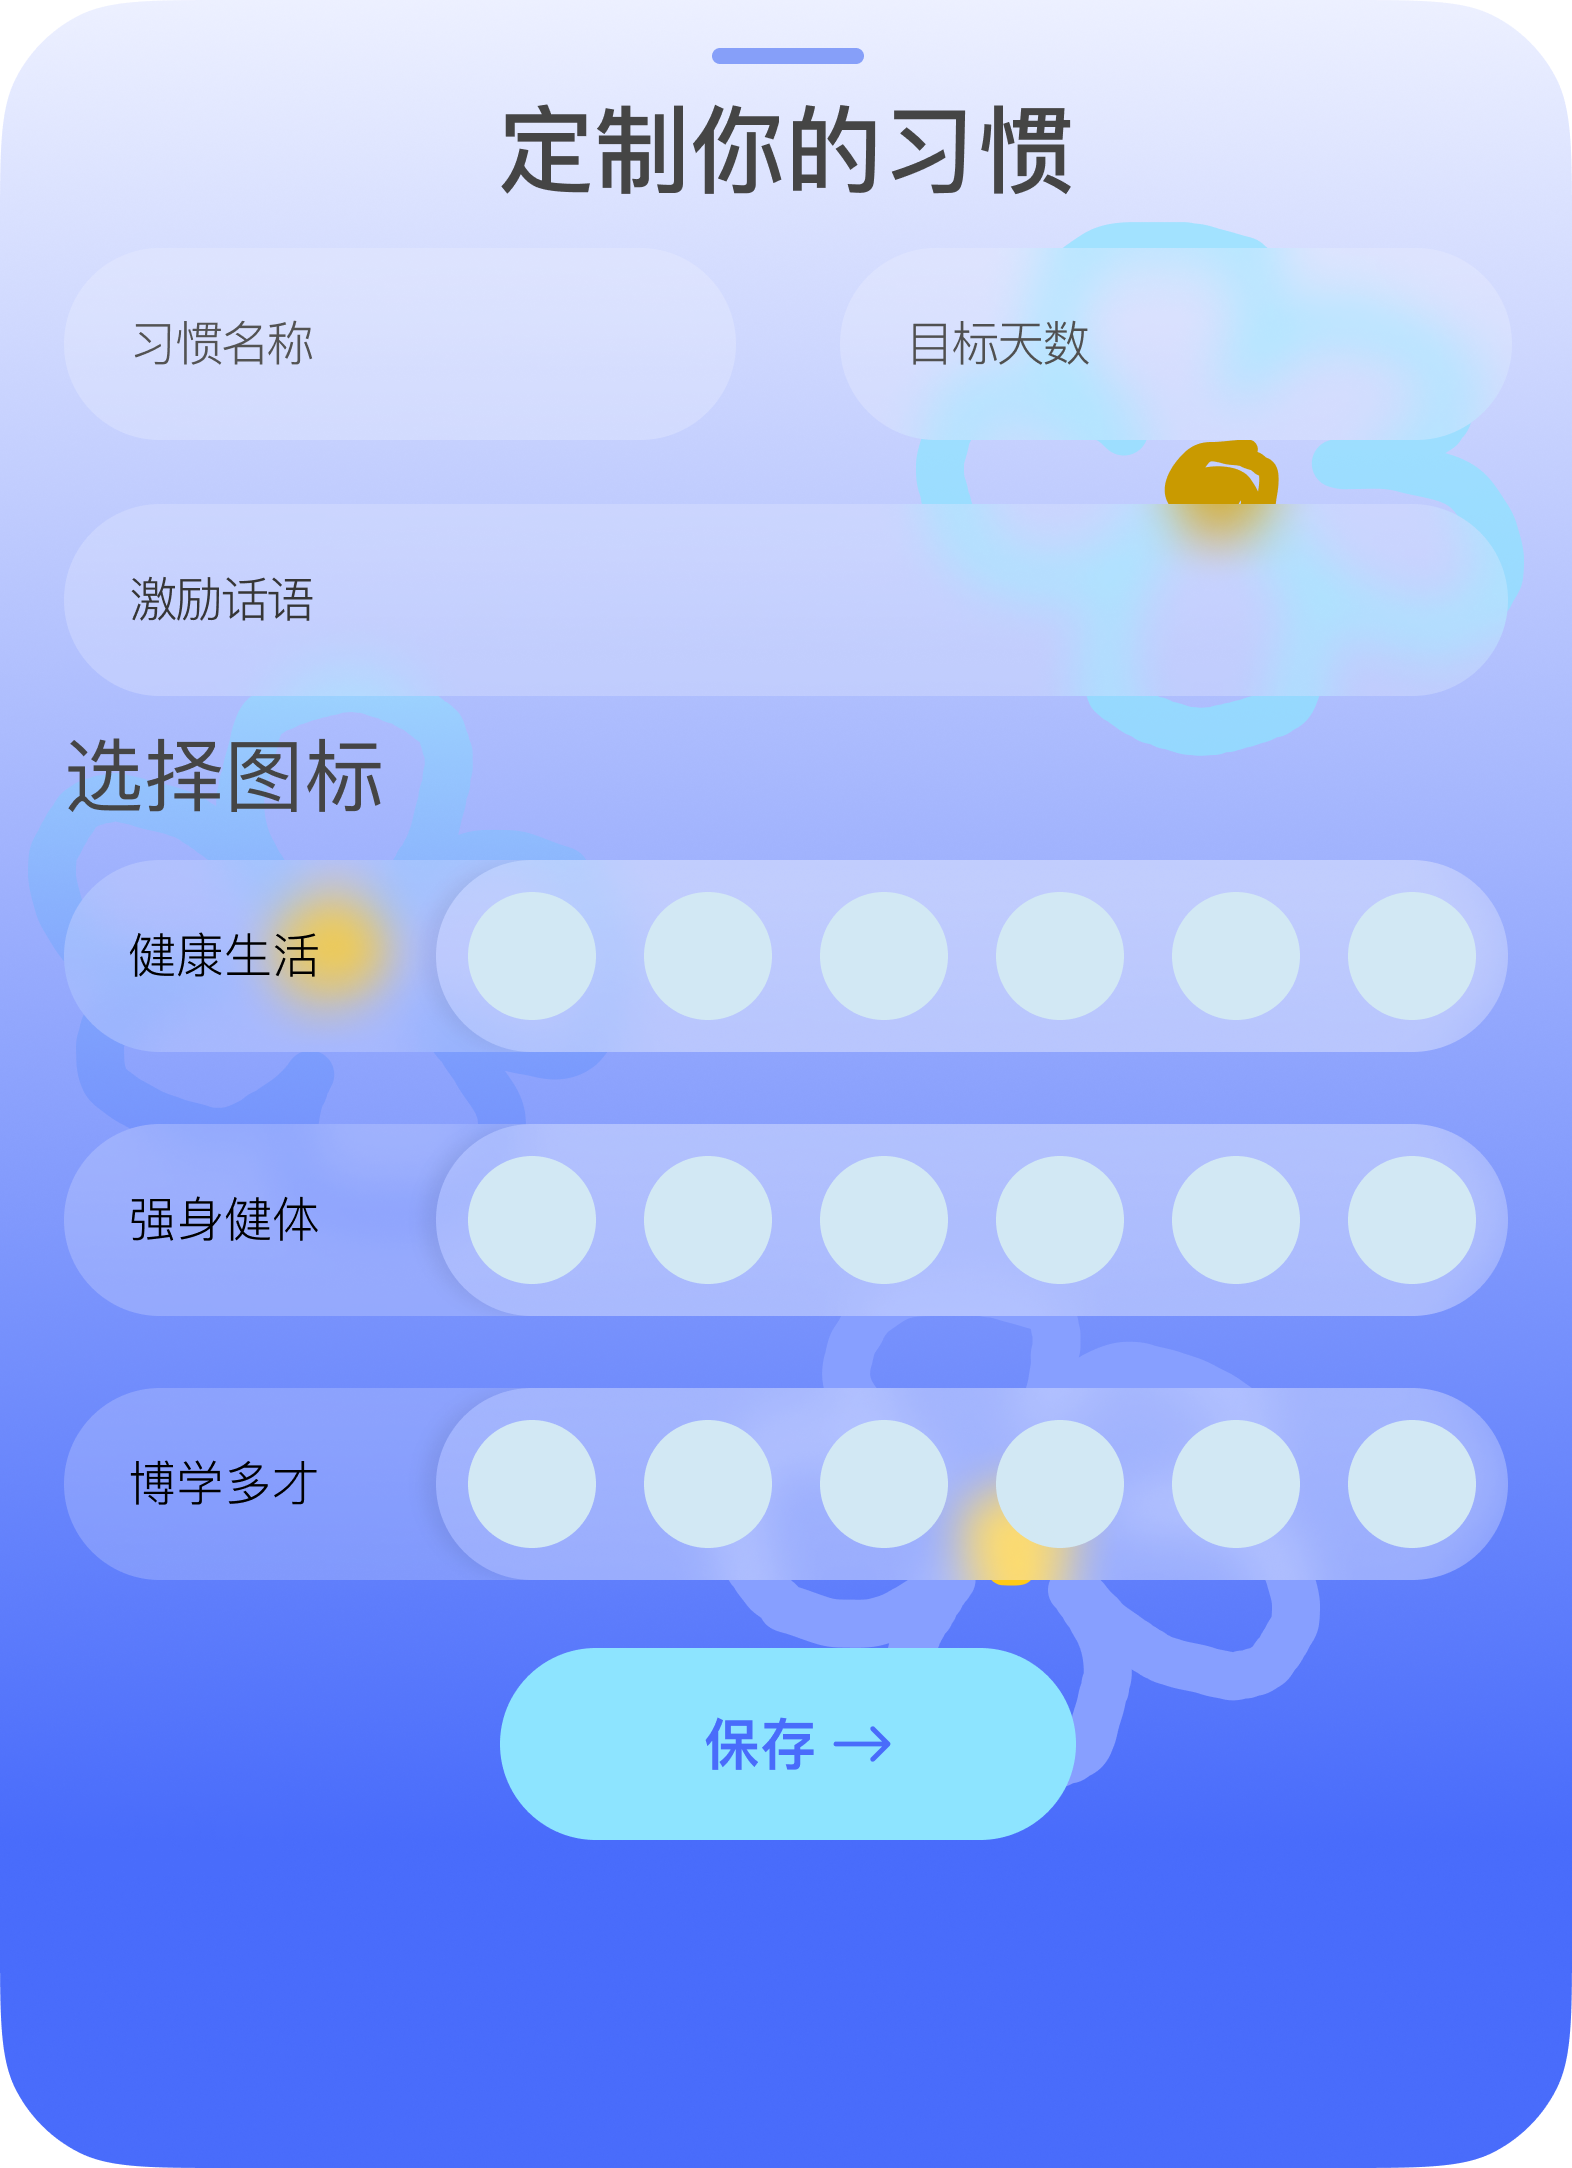 定制你的习惯
习惯名称
目标天数
激励话语
选择图标
健康生活
强身健体
博学多才
保存 →